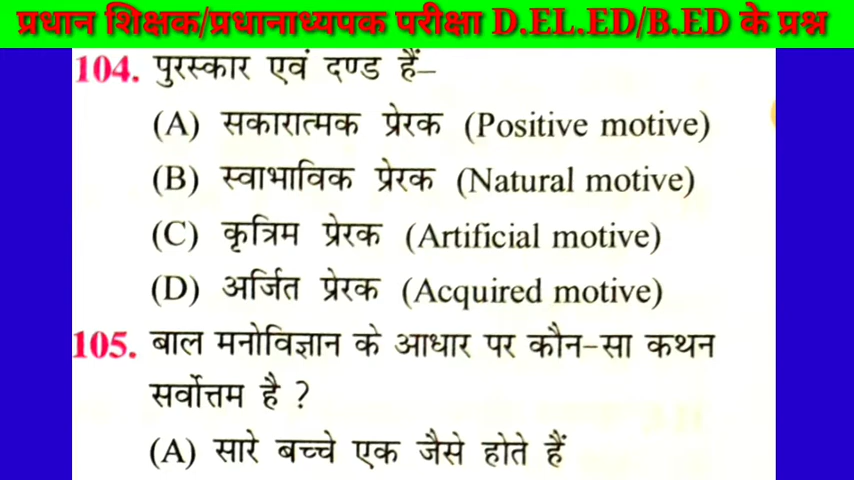 प्रधान शिक्षक/प्रधानाध्यपक परीक्षा D.EL.ED/B.ED के प्रश्न
104. पुरस्कार एवं दण्ड हैं–
(A) सकारात्मक प्रेरक (Positive motive)
(B) स्वाभाविक प्रेरक (Natural motive)
(C) कृत्रिम प्रेरक (Artificial motive)
(D) अर्जित प्रेरक (Acquired motive)
105. बाल मनोविज्ञान के आधार पर कौन-सा कथन
सर्वोत्तम है ?
(A) सारे बच्चे एक जैसे होते हैं